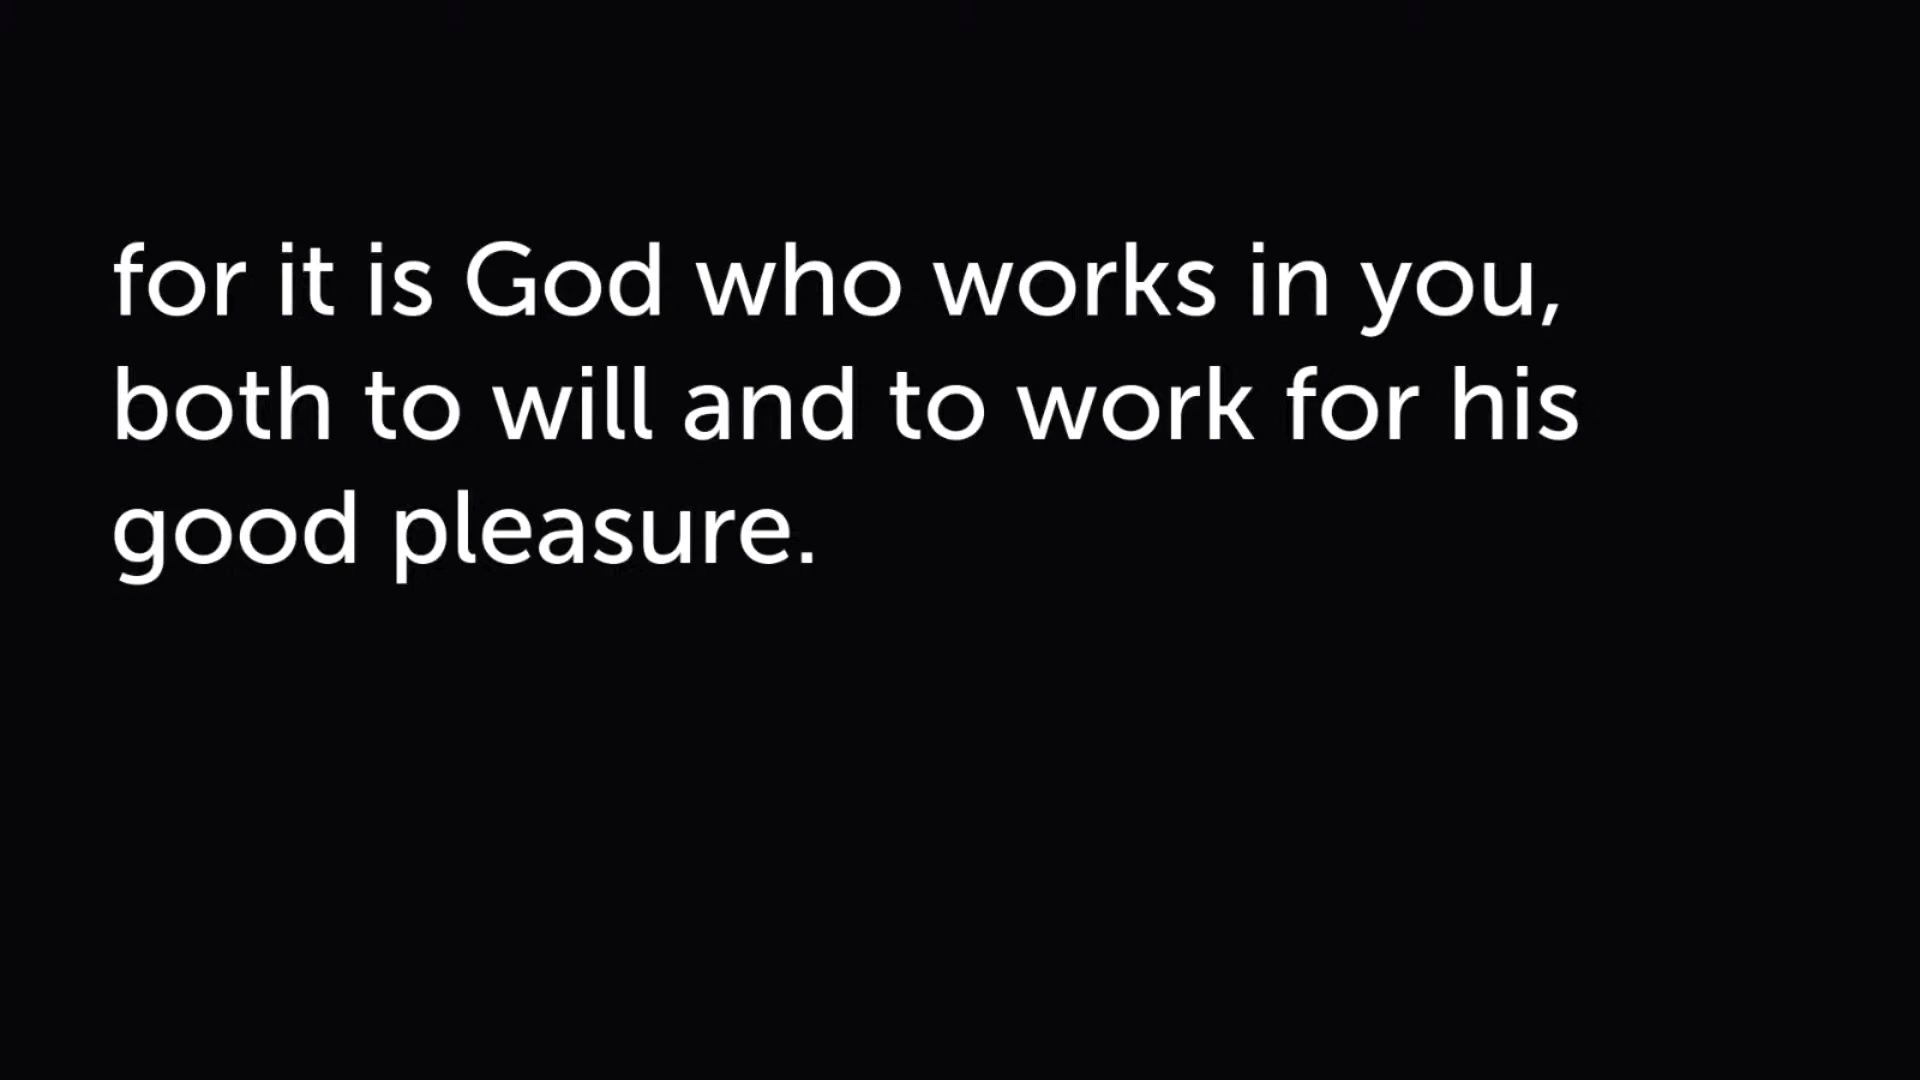 for it is God who works in you,
both to will and to work for his
good pleasure.